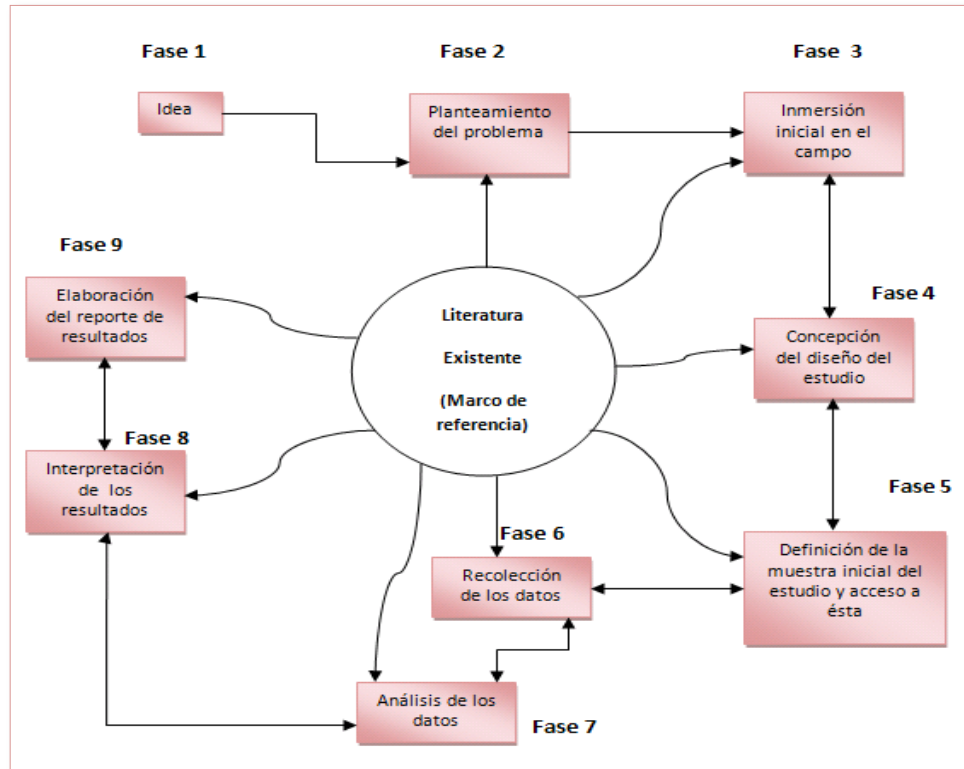 Fase 1
Idea
Fase 2
Planteamiento
del problema
Fase 3
Inmersión
inicial en el
campo
Fase 4
Concepción
del diseño del
estudio
Fase 5
Definición de la
muestra inicial del
estudio y acceso a
ésta
Fase 6
Recolección
de los datos
Análisis de los
datos
Fase 7
Fase 8
Interpretación
de los
resultados
Fase 9
Elaboración
del reporte de
resultados
Literatura
Existente
(Marco de
referencia)